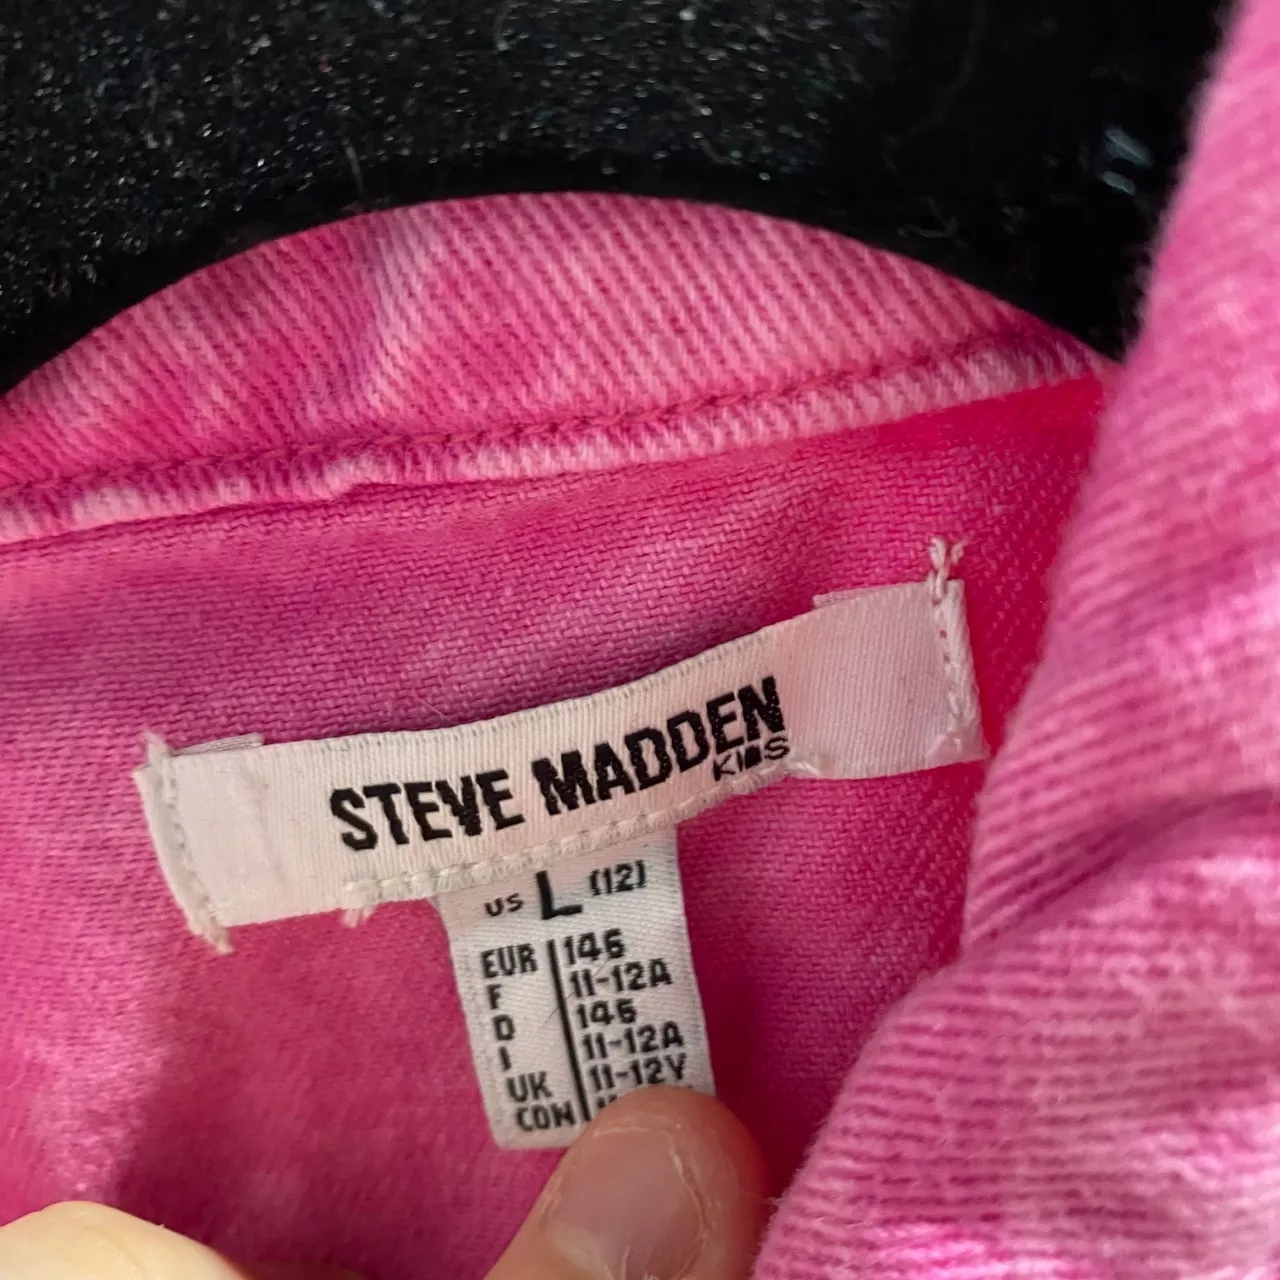 STEVE MADDEN
KIDS
US L (12)
EUR 146
F 11-12A
D 146
I 11-12A
UK 11-12Y
CON